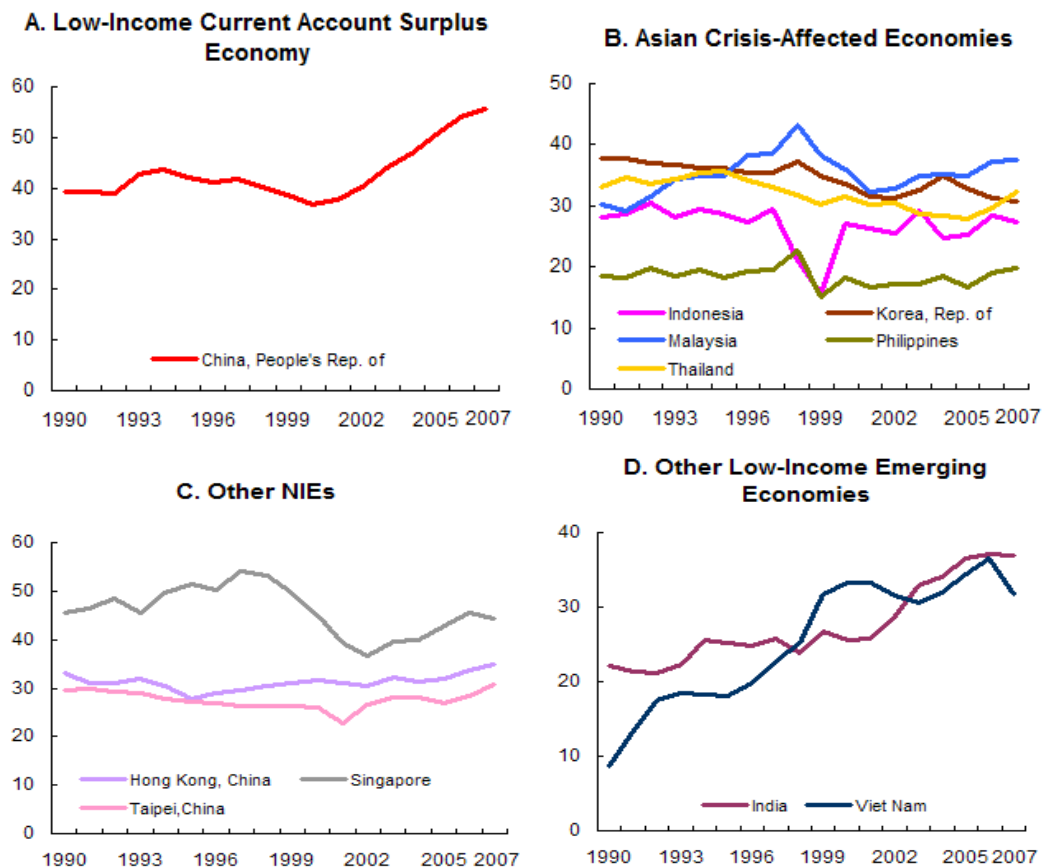 A. Low-Income Current Account Surplus
Economy
60
50
40
30
20
10
0
China, People's Rep. of
1990 1993 1996 1999 2002 2005 2007
B. Asian Crisis-Affected Economies
50
40
30
20
10
0
Indonesia Korea, Rep. of
Malaysia Philippines
Thailand
1990 1993 1996 1999 2002 2005 2007
C. Other NIEs
60
50
40
30
20
10
0
Hong Kong, China Singapore
Taipei,China
1990 1993 1996 1999 2002 2005 2007
D. Other Low-Income Emerging
Economies
40
30
20
10
0
India Viet Nam
1990 1993 1996 1999 2002 2005 2007